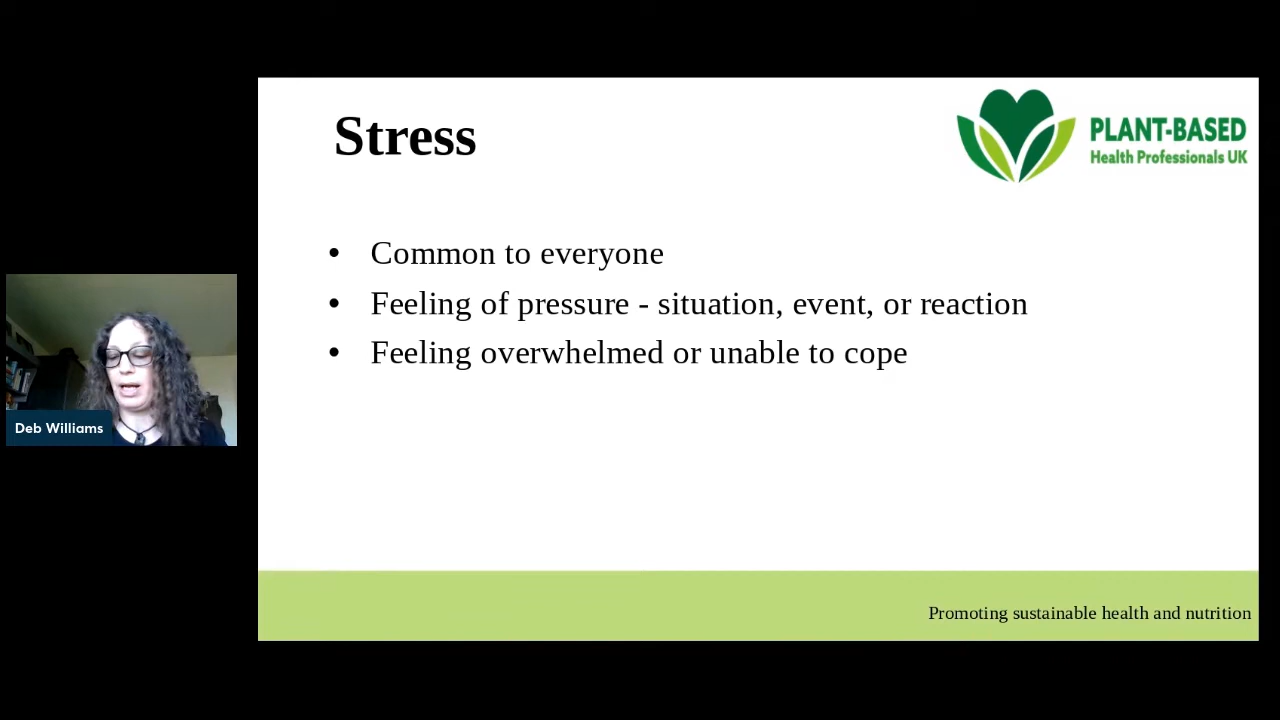 Stress
PLANT-BASED
Health Professionals UK
• Common to everyone
• Feeling of pressure - situation, event, or reaction
• Feeling overwhelmed or unable to cope
Deb Williams
Promoting sustainable health and nutrition